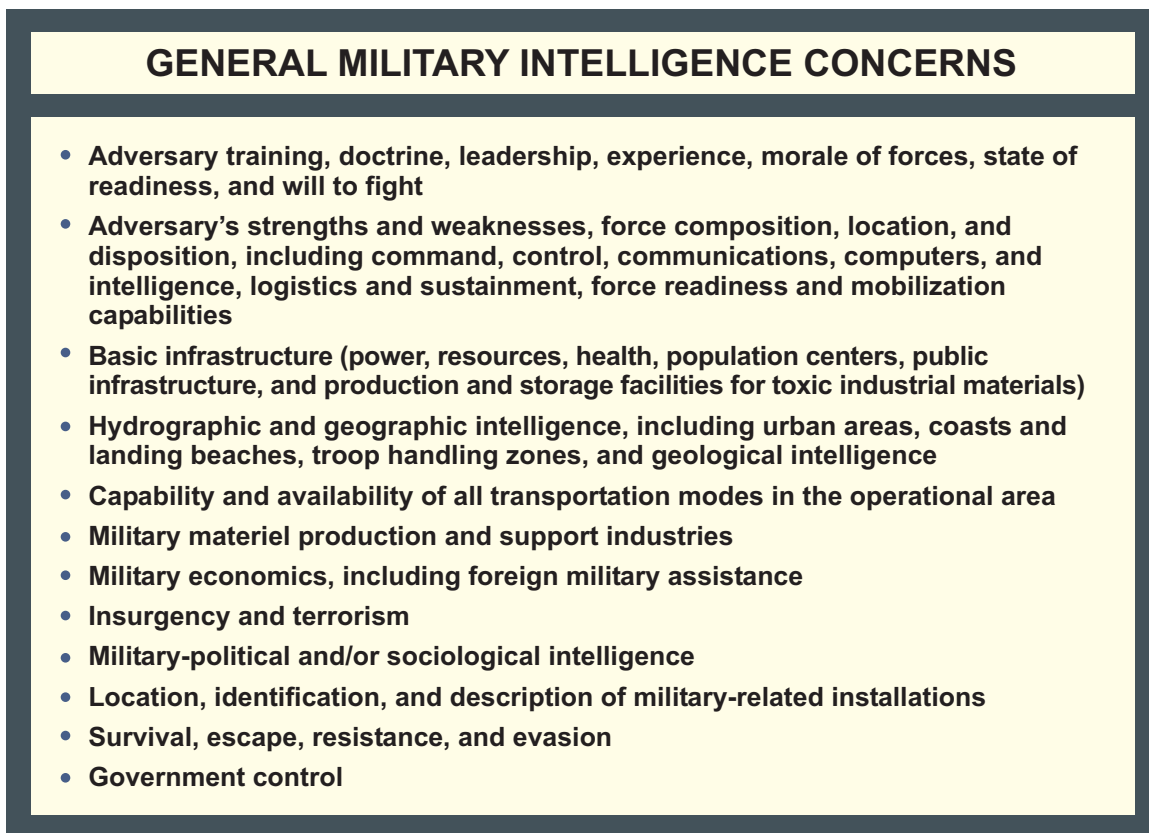 GENERAL MILITARY INTELLIGENCE CONCERNS
• Adversary training, doctrine, leadership, experience, morale of forces, state of
readiness, and will to fight
• Adversary’s strengths and weaknesses, force composition, location, and
disposition, including command, control, communications, computers, and
intelligence, logistics and sustainment, force readiness and mobilization
capabilities
• Basic infrastructure (power, resources, health, population centers, public
infrastructure, and production and storage facilities for toxic industrial materials)
• Hydrographic and geographic intelligence, including urban areas, coasts and
landing beaches, troop handling zones, and geological intelligence
• Capability and availability of all transportation modes in the operational area
• Military materiel production and support industries
• Military economics, including foreign military assistance
• Insurgency and terrorism
• Military-political and/or sociological intelligence
• Location, identification, and description of military-related installations
• Survival, escape, resistance, and evasion
• Government control